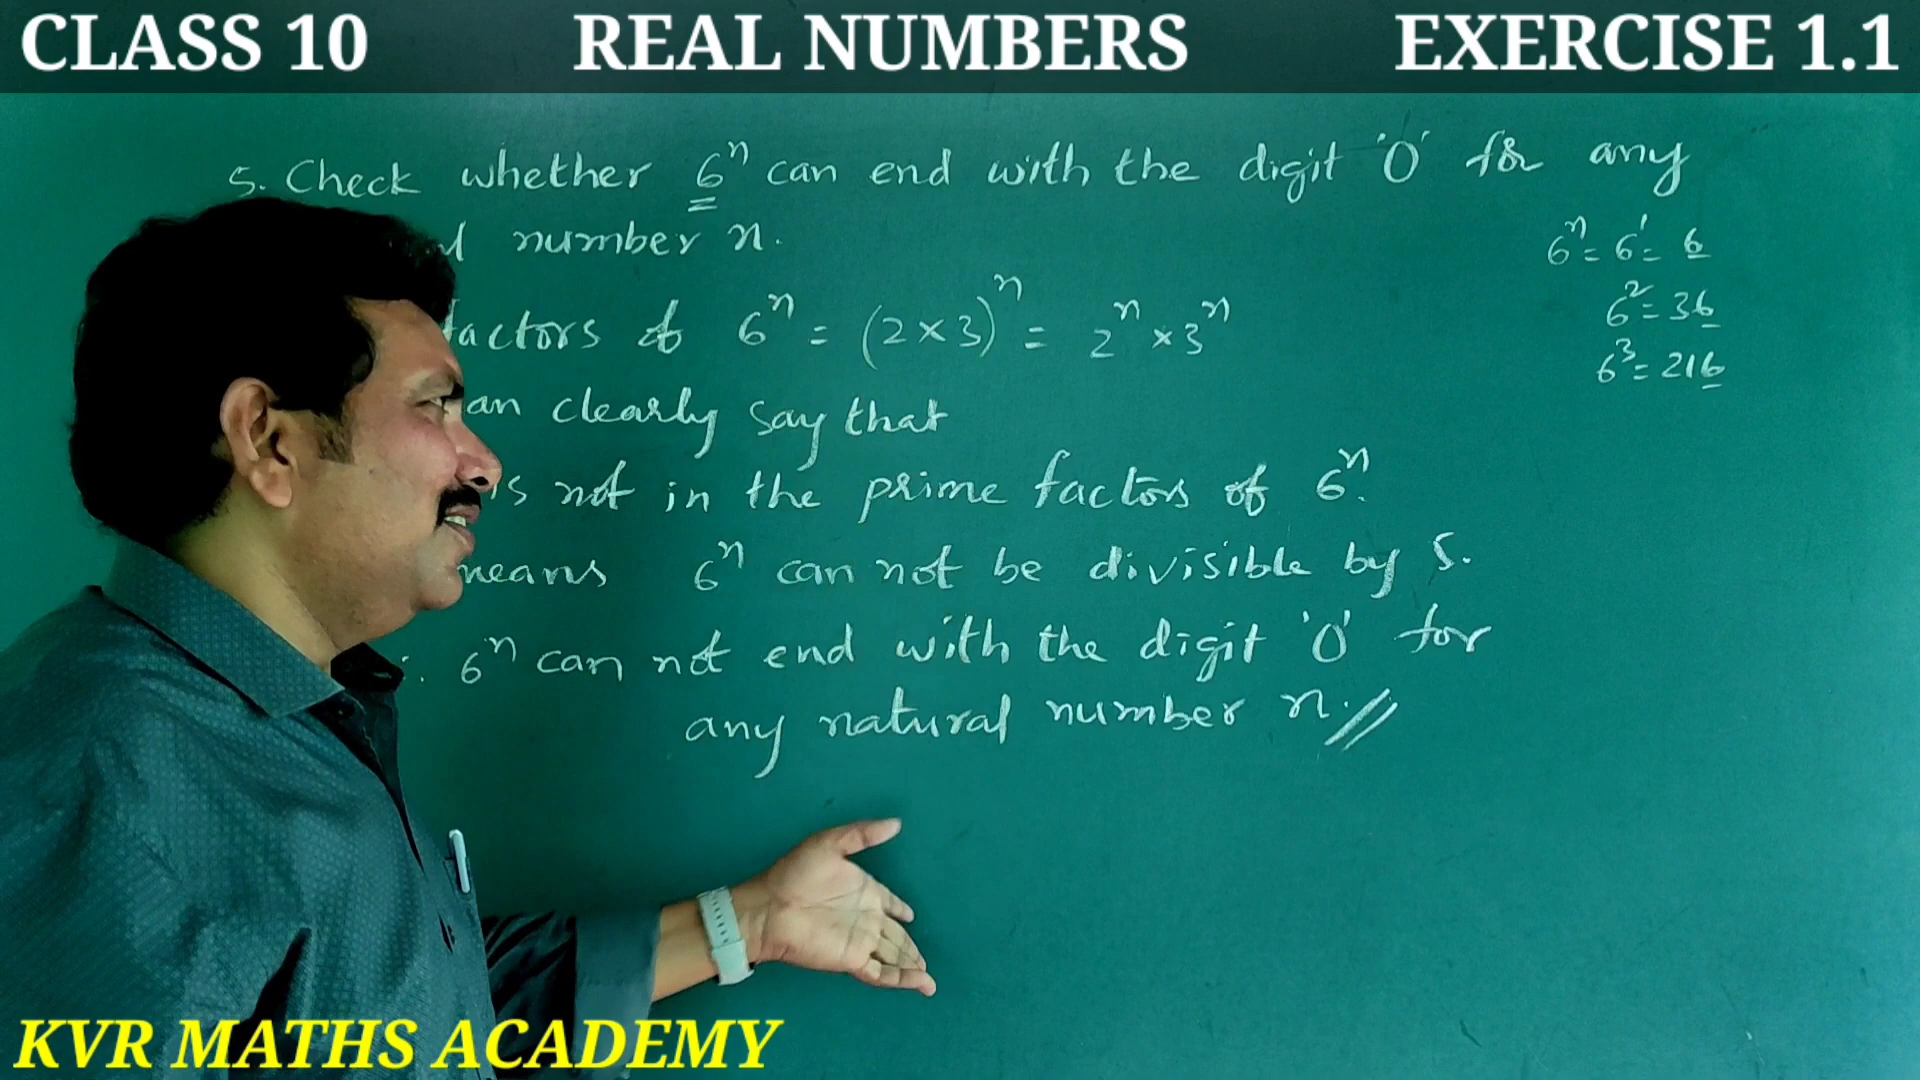 CLASS 10 REAL NUMBERS EXERCISE 1.1
5. Check whether 6ⁿ can end with the digit '0' for any
number n.
6ⁿ = 6¹ = 6
6² = 36
6³ = 216
factors of 6ⁿ = (2×3)ⁿ = 2ⁿ × 3ⁿ
an clearly say that
is not in the prime factors of 6ⁿ.
means 6ⁿ can not be divisible by 5.
∴ 6ⁿ can not end with the digit '0' for
any natural number n.
KVR MATHS ACADEMY